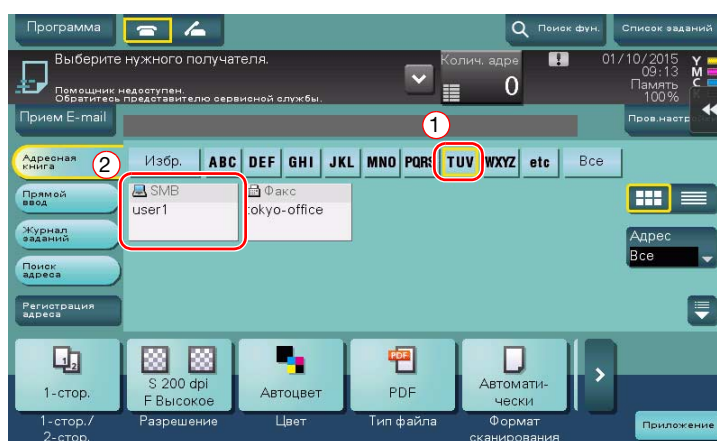 Программа
Поиск фун.
Список заданий
Выберите нужного получателя.
Колич. адре
0
01/10/2015
09:13
Память
100%
Y
M
C
K
Помощник недоступен.
Обратитесь представителю сервисной службы.
Прием E-mail
1
Пров.настройки
Адресная
книга
2
Избр.
ABC
DEF
GHI
JKL
MNO
PQRS
TUV
WXYZ
etc
Все
Прямой
ввод
SMB
user1
Факс
tokyo-office
Журнал
заданий
Адрес
Все
Поиск
адреса
Регистрация
адреса
1-стор.
S 200 dpi
F Высокое
Автоцвет
PDF
PDF
Автомати-
чески
1-стор./
2-стор.
Разрешение
Цвет
Тип файла
Формат
сканирования
Приложение